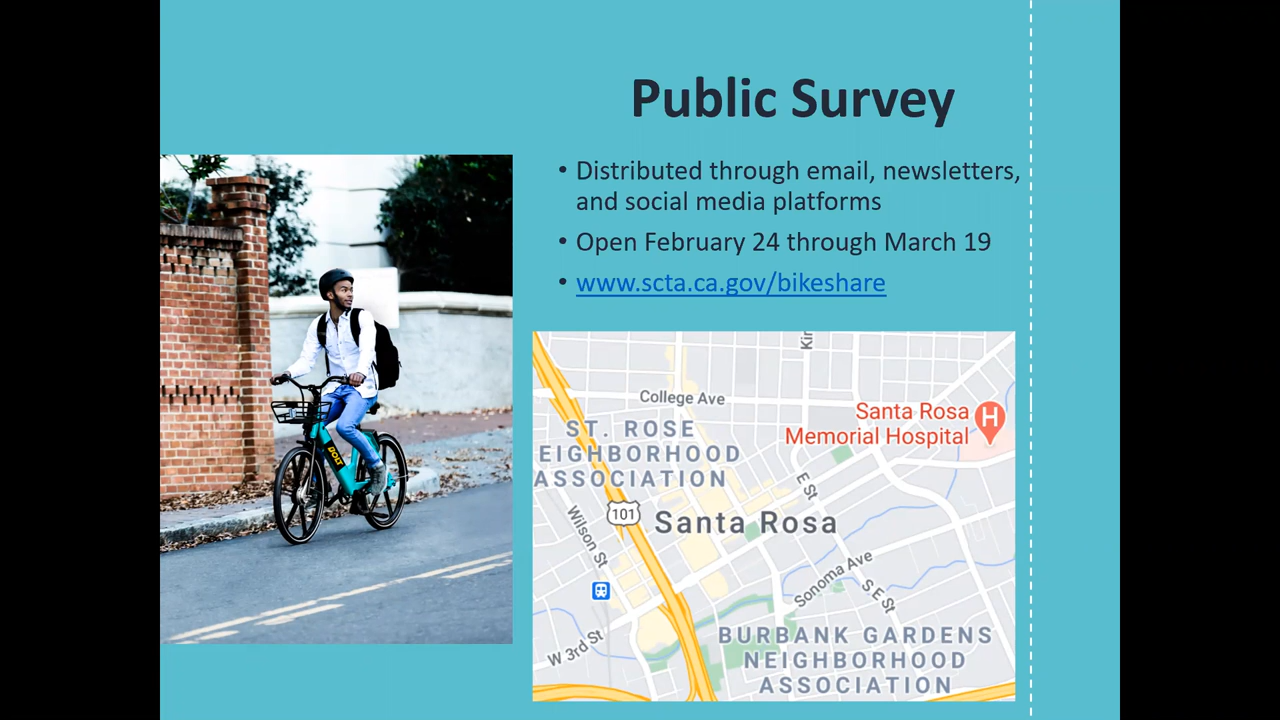 Public Survey
• Distributed through email, newsletters,
and social media platforms
• Open February 24 through March 19
• www.scta.ca.gov/bikeshare
BOLT
College Ave
Santa Rosa
Memorial Hospital
H
ST. ROSE
EIGHBORHOOD
ASSOCIATION
E St
101
Santa Rosa
Wilson St
Sonoma Ave
S E St
W 3rd St
BURBANK GARDENS
NEIGHBORHOOD
ASSOCIATION